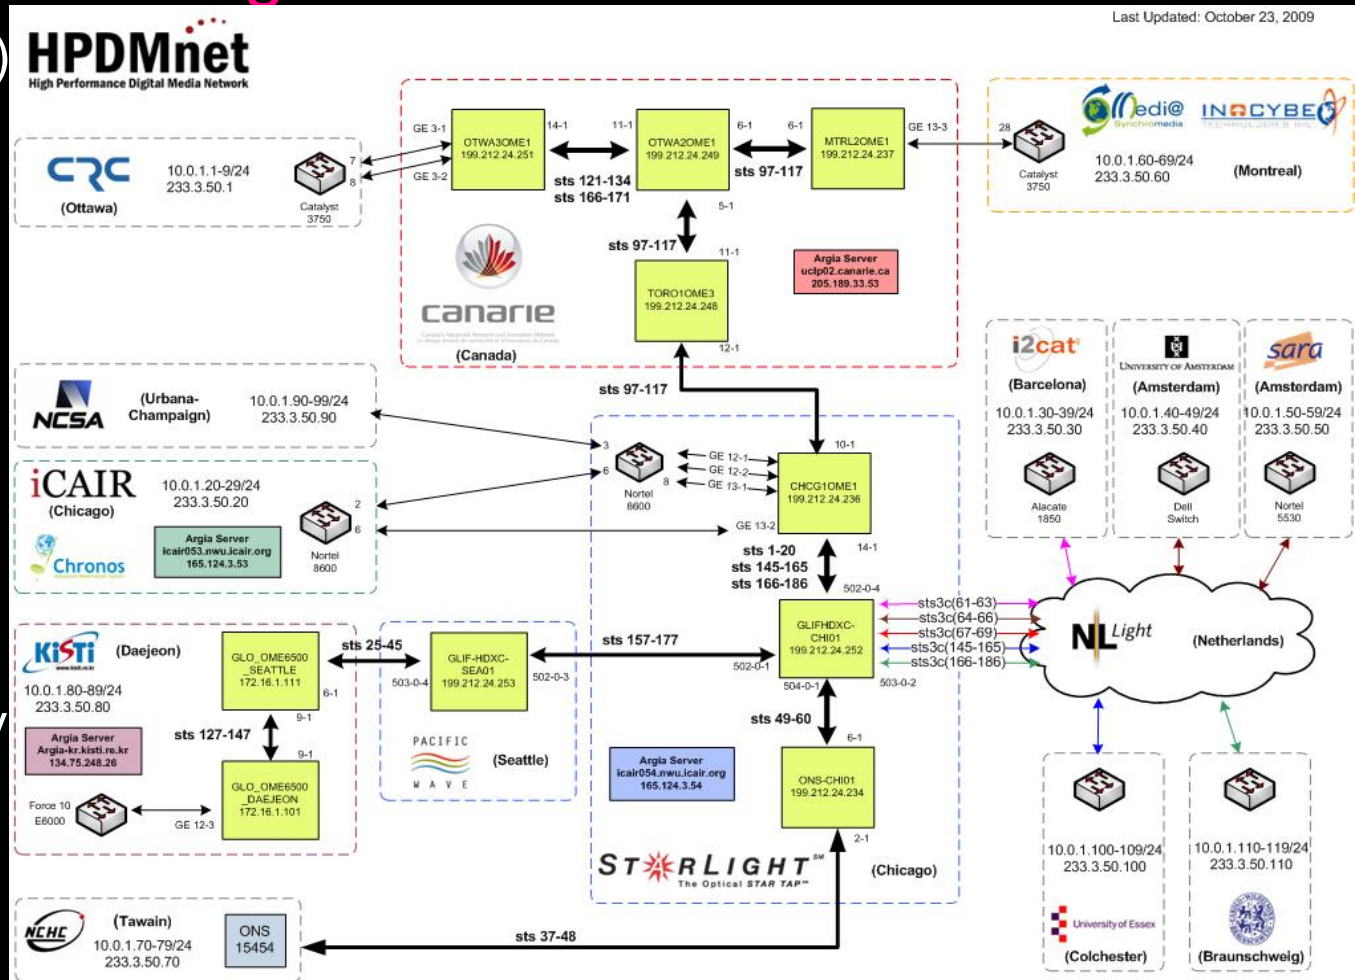 Last Updated: October 23, 2009
HPDMnet
High Performance Digital Media Network
CRC
(Ottawa)
10.0.1.1-9/24
233.3.50.1
7
8
Catalyst
3750
GE 3-1
GE 3-2
OTWA3OME1
199.212.24.251
14-1
11-1
sts 121-134
sts 166-171
OTWA2OME1
199.212.24.249
6-1
6-1
sts 97-117
5-1
MTRL2OME1
199.212.24.237
GE 13-3
28
Catalyst
3750
Medi@
Synchromedia
INOCYBE
TECHNOLOGIES INC.
10.0.1.60-69/24
233.3.50.60
(Montreal)
sts 97-117
11-1
TORO1OME3
199.212.24.248
12-1
Argia Server
uclp02.canarie.ca
205.189.33.53
canarie
(Canada)
sts 97-117
NCSA
(Urbana-
Champaign)
10.0.1.90-99/24
233.3.50.90
iCAIR
(Chicago)
10.0.1.20-29/24
233.3.50.20
Chronos
Argia Server
icair053.nwu.icair.org
165.124.3.53
2
6
Nortel
8600
3
6
8
Nortel
8600
GE 12-1
GE 12-2
GE 13-1
GE 13-2
10-1
CHCG1OME1
199.212.24.236
14-1
sts 1-20
sts 145-165
sts 166-186
502-0-4
GLIFHDXC-
CHI01
199.212.24.252
502-0-1
504-0-1
503-0-2
sts3c(61-63)
sts3c(64-66)
sts3c(67-69)
sts3c(145-165)
sts3c(166-186)
i2cat
(Barcelona)
10.0.1.30-39/24
233.3.50.30
Alacate
1850
UNIVERSITY OF AMSTERDAM
(Amsterdam)
10.0.1.40-49/24
233.3.50.40
Dell
Switch
sara
(Amsterdam)
10.0.1.50-59/24
233.3.50.50
Nortel
5530
NLLight
(Netherlands)
KiSTi
www.kisti.re.kr
(Daejeon)
10.0.1.80-89/24
233.3.50.80
Argia Server
Argia-kr.kisti.re.kr
134.75.248.26
GLO_OME6500
_SEATTLE
172.16.1.111
6-1
9-1
sts 127-147
9-1
GLO_OME6500
_DAEJEON
172.16.1.101
Force 10
E6000
GE 12-3
sts 25-45
503-0-4
GLIF-HDXC-
SEA01
199.212.24.253
502-0-3
PACIFIC
WAVE
(Seattle)
sts 157-177
sts 49-60
6-1
ONS-CHI01
199.212.24.234
2-1
Argia Server
icair054.nwu.icair.org
165.124.3.54
STARLIGHT SM
The Optical STAR TAP™
(Chicago)
NCHC
(Tawain)
10.0.1.70-79/24
233.3.50.70
ONS
15454
sts 37-48
10.0.1.100-109/24
233.3.50.100
University of Essex
(Colchester)
10.0.1.110-119/24
233.3.50.110
(Braunschweig)